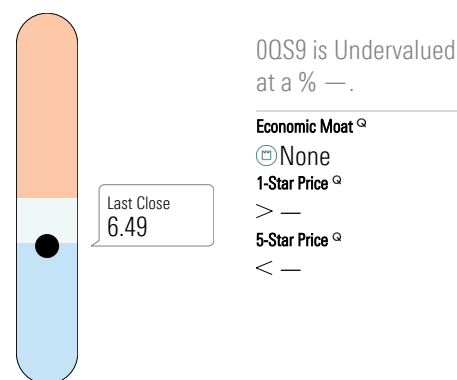 0QS9 is Undervalued
at a % —.
Economic Moat Q
None
1-Star Price Q
> —
Last Close
6.49
5-Star Price Q
< —